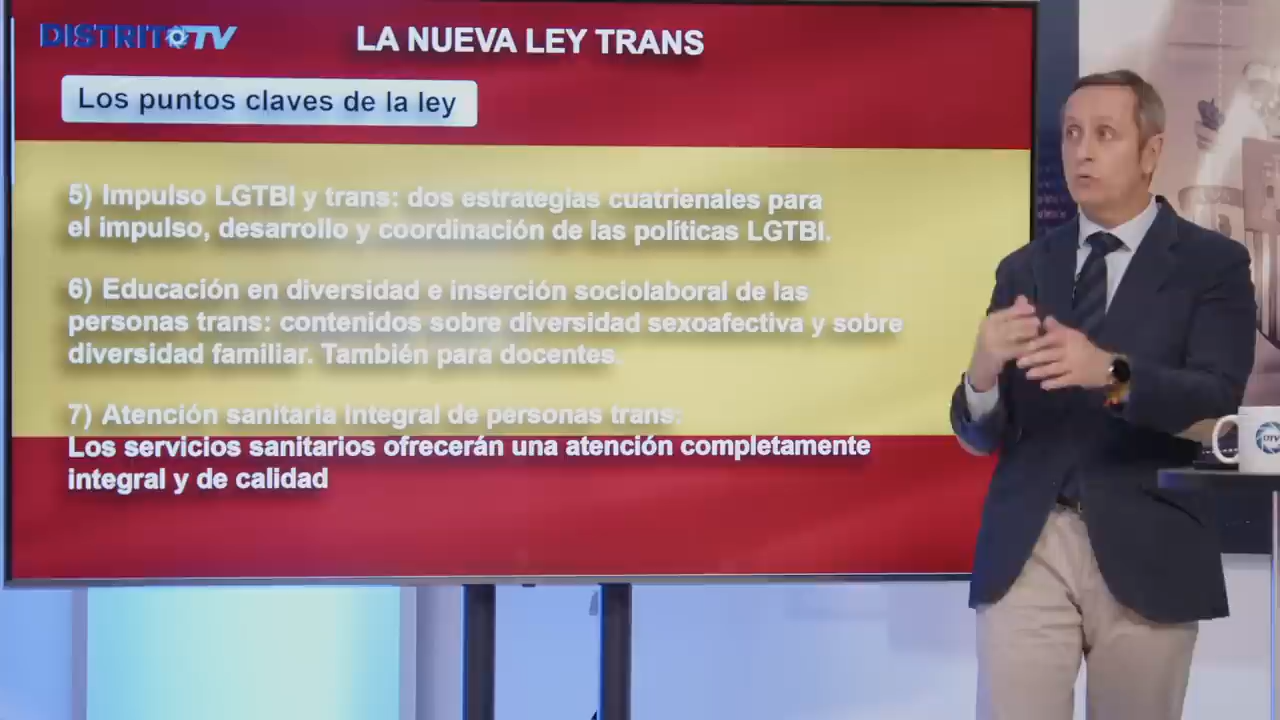 DISTRITOTV
LA NUEVA LEY TRANS
Los puntos claves de la ley
5) Impulso LGTBI y trans: dos estrategias cuatrienales para
el impulso, desarrollo y coordinación de las políticas LGTBI.
6) Educación en diversidad e inserción sociolaboral de las
personas trans: contenidos sobre diversidad sexoafectiva y sobre
diversidad familiar. También para docentes.
7) Atención sanitaria integral de personas trans:
Los servicios sanitarios ofrecerán una atención completamente
integral y de calidad
DTV